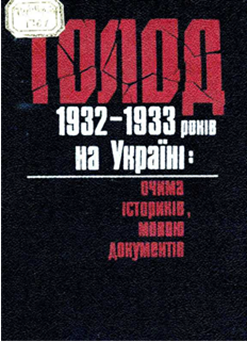 ГОЛОД
1932–1933 років
на Україні:
очима
істориків,
мовою
документів